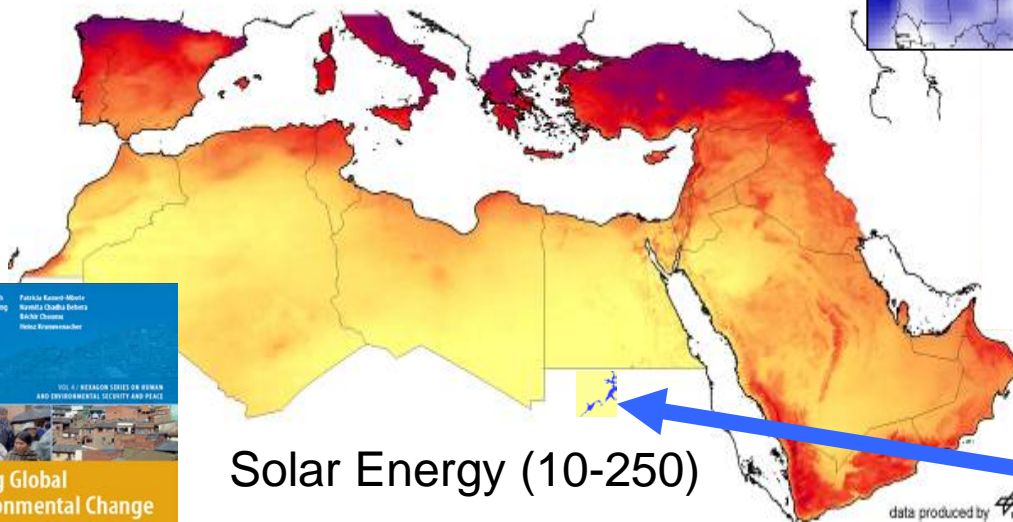 Patricia Kameri-Mbote
Navnita Chadha Behera
Béchir Chourou
Heinz Krummenacher
VOL 4 / HEXAGON SERIES ON HUMAN
AND ENVIRONMENTAL SECURITY AND PEACE
g Global
onmental Change
Solar Energy (10-250)
data produced by